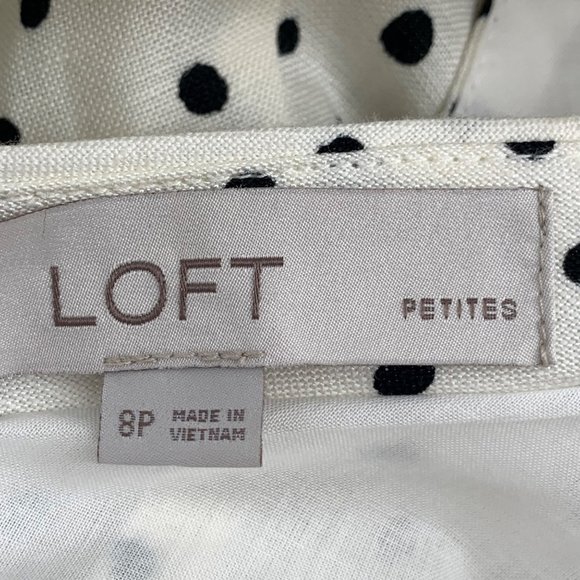 LOFT
PETITES
8P
MADE IN
VIETNAM